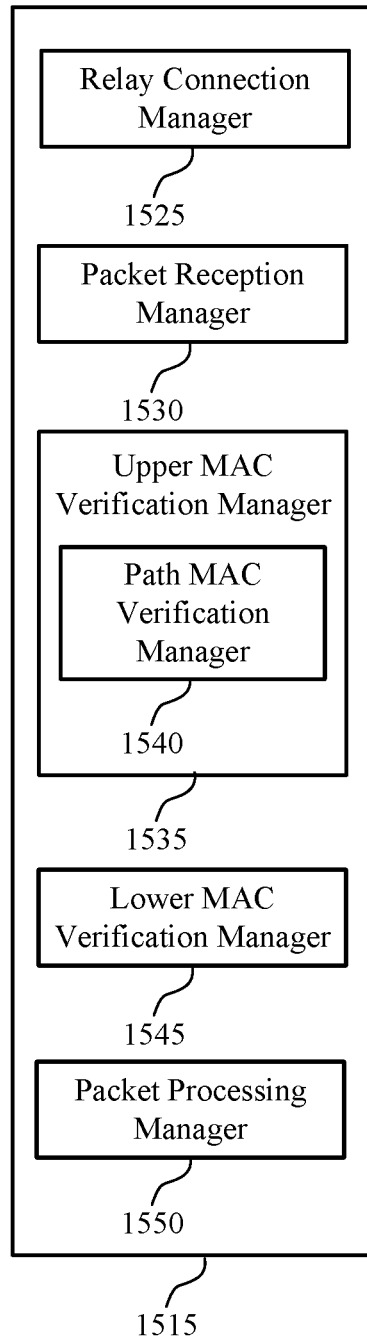 Relay Connection
Manager
1525
Packet Reception
Manager
1530
Upper MAC
Verification Manager
Path MAC
Verification
Manager
1540
1535
Lower MAC
Verification Manager
1545
Packet Processing
Manager
1550
1515